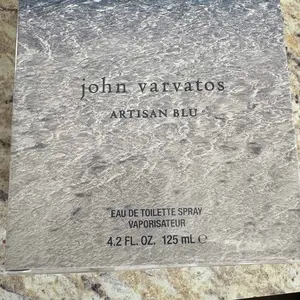 john varvatos
ARTISAN BLU
EAU DE TOILETTE SPRAY
VAPORISATEUR
4.2 FL. OZ. 125 mL ℮